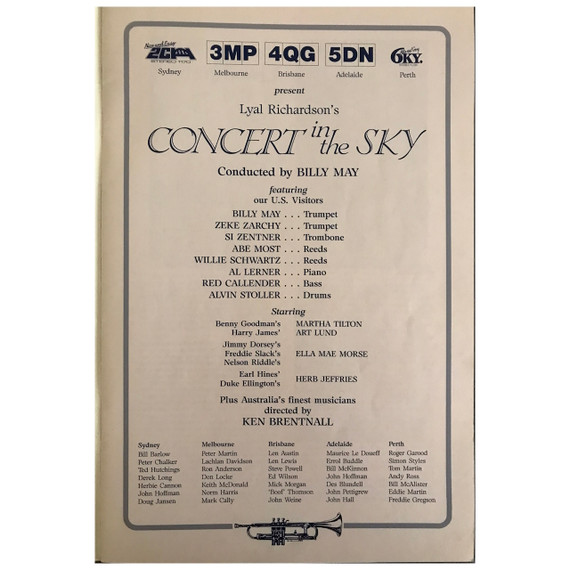 2CH
3MP 4QG 5DN 6KY.
Sydney Melbourne Brisbane Adelaide Perth
present
Lyal Richardson's
CONCERT in the SKY
Conducted by BILLY MAY
featuring
our U.S. Visitors
BILLY MAY . . . Trumpet
ZEKE ZARCHY . . . Trumpet
SI ZENTNER . . . Trombone
ABE MOST . . . Reeds
WILLIE SCHWARTZ . . . Reeds
AL LERNER . . . Piano
RED CALLENDER . . . Bass
ALVIN STOLLER . . . Drums
Starring
Benny Goodman's MARTHA TILTON
Harry James' ART LUND
Jimmy Dorsey's
Freddie Slack's ELLA MAE MORSE
Nelson Riddle's
Earl Hines' HERB JEFFRIES
Duke Ellington's
Plus Australia's finest musicians
directed by
KEN BRENTNALL
Sydney
Bill Barlow
Peter Chalker
Ted Hutchings
Derek Long
Herbie Cannon
John Hoffman
Doug Jansen
Melbourne
Peter Martin
Lachlan Davidson
Ron Anderson
Don Locke
Keith McDonald
Norm Harris
Mark Cally
Brisbane
Len Austin
Len Lewis
Steve Powell
Ed Wilson
Mick Morgan
'Boof' Thomson
John Weise
Adelaide
Maurice Le Doueff
Errol Buddle
Bill McKinnon
John Hoffman
Des Blundell
John Pettigrew
John Hall
Perth
Roger Garood
Simon Styles
Tom Martin
Andy Ross
Bill McAlister
Eddie Martin
Freddie Gregson